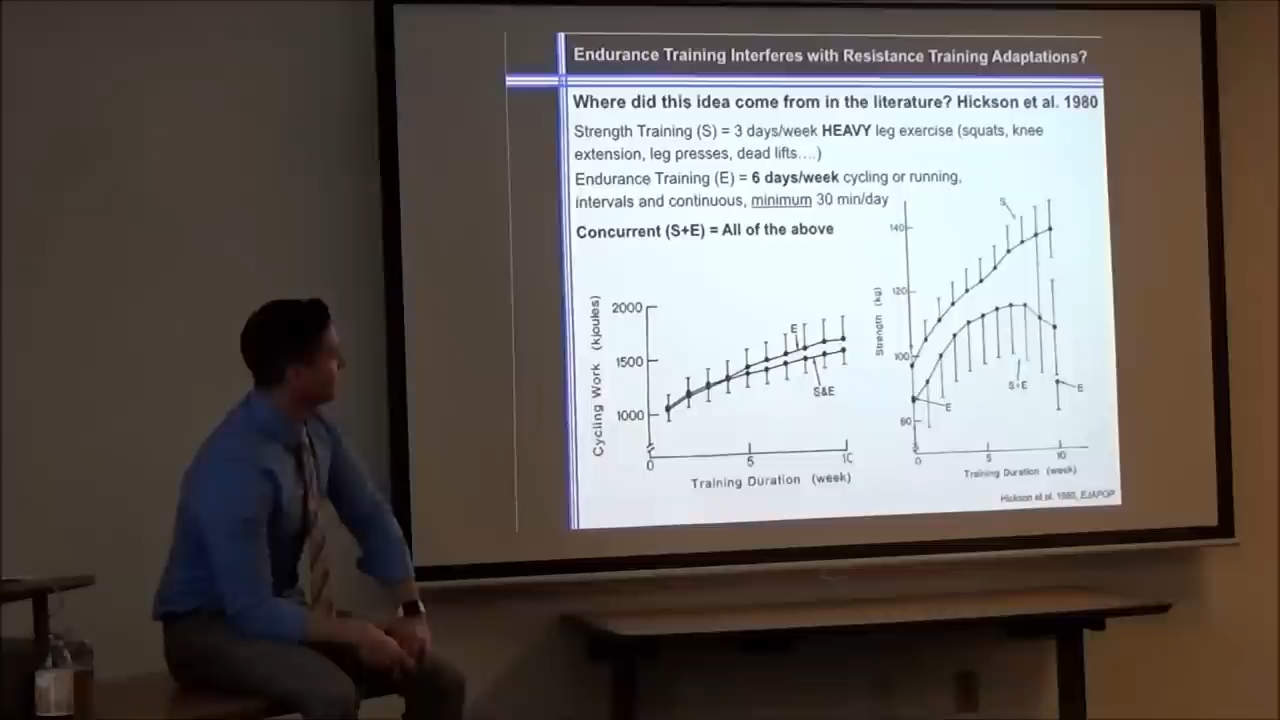 Endurance Training Interferes with Resistance Training Adaptations?
Where did this idea come from in the literature? Hickson et al. 1980
Strength Training (S) = 3 days/week HEAVY leg exercise (squats, knee
extension, leg presses, dead lifts....)
Endurance Training (E) = 6 days/week cycling or running,
intervals and continuous, minimum 30 min/day
Concurrent (S+E) = All of the above
Cycling Work (kjoules)
2000
1500
1000
E
S&E
0
5
10
Training Duration (week)
Strength (kg)
140
120
100
80
S
S+E
E
E
0
5
10
Training Duration (week)
Hickson et al. 1980, EJAPOP